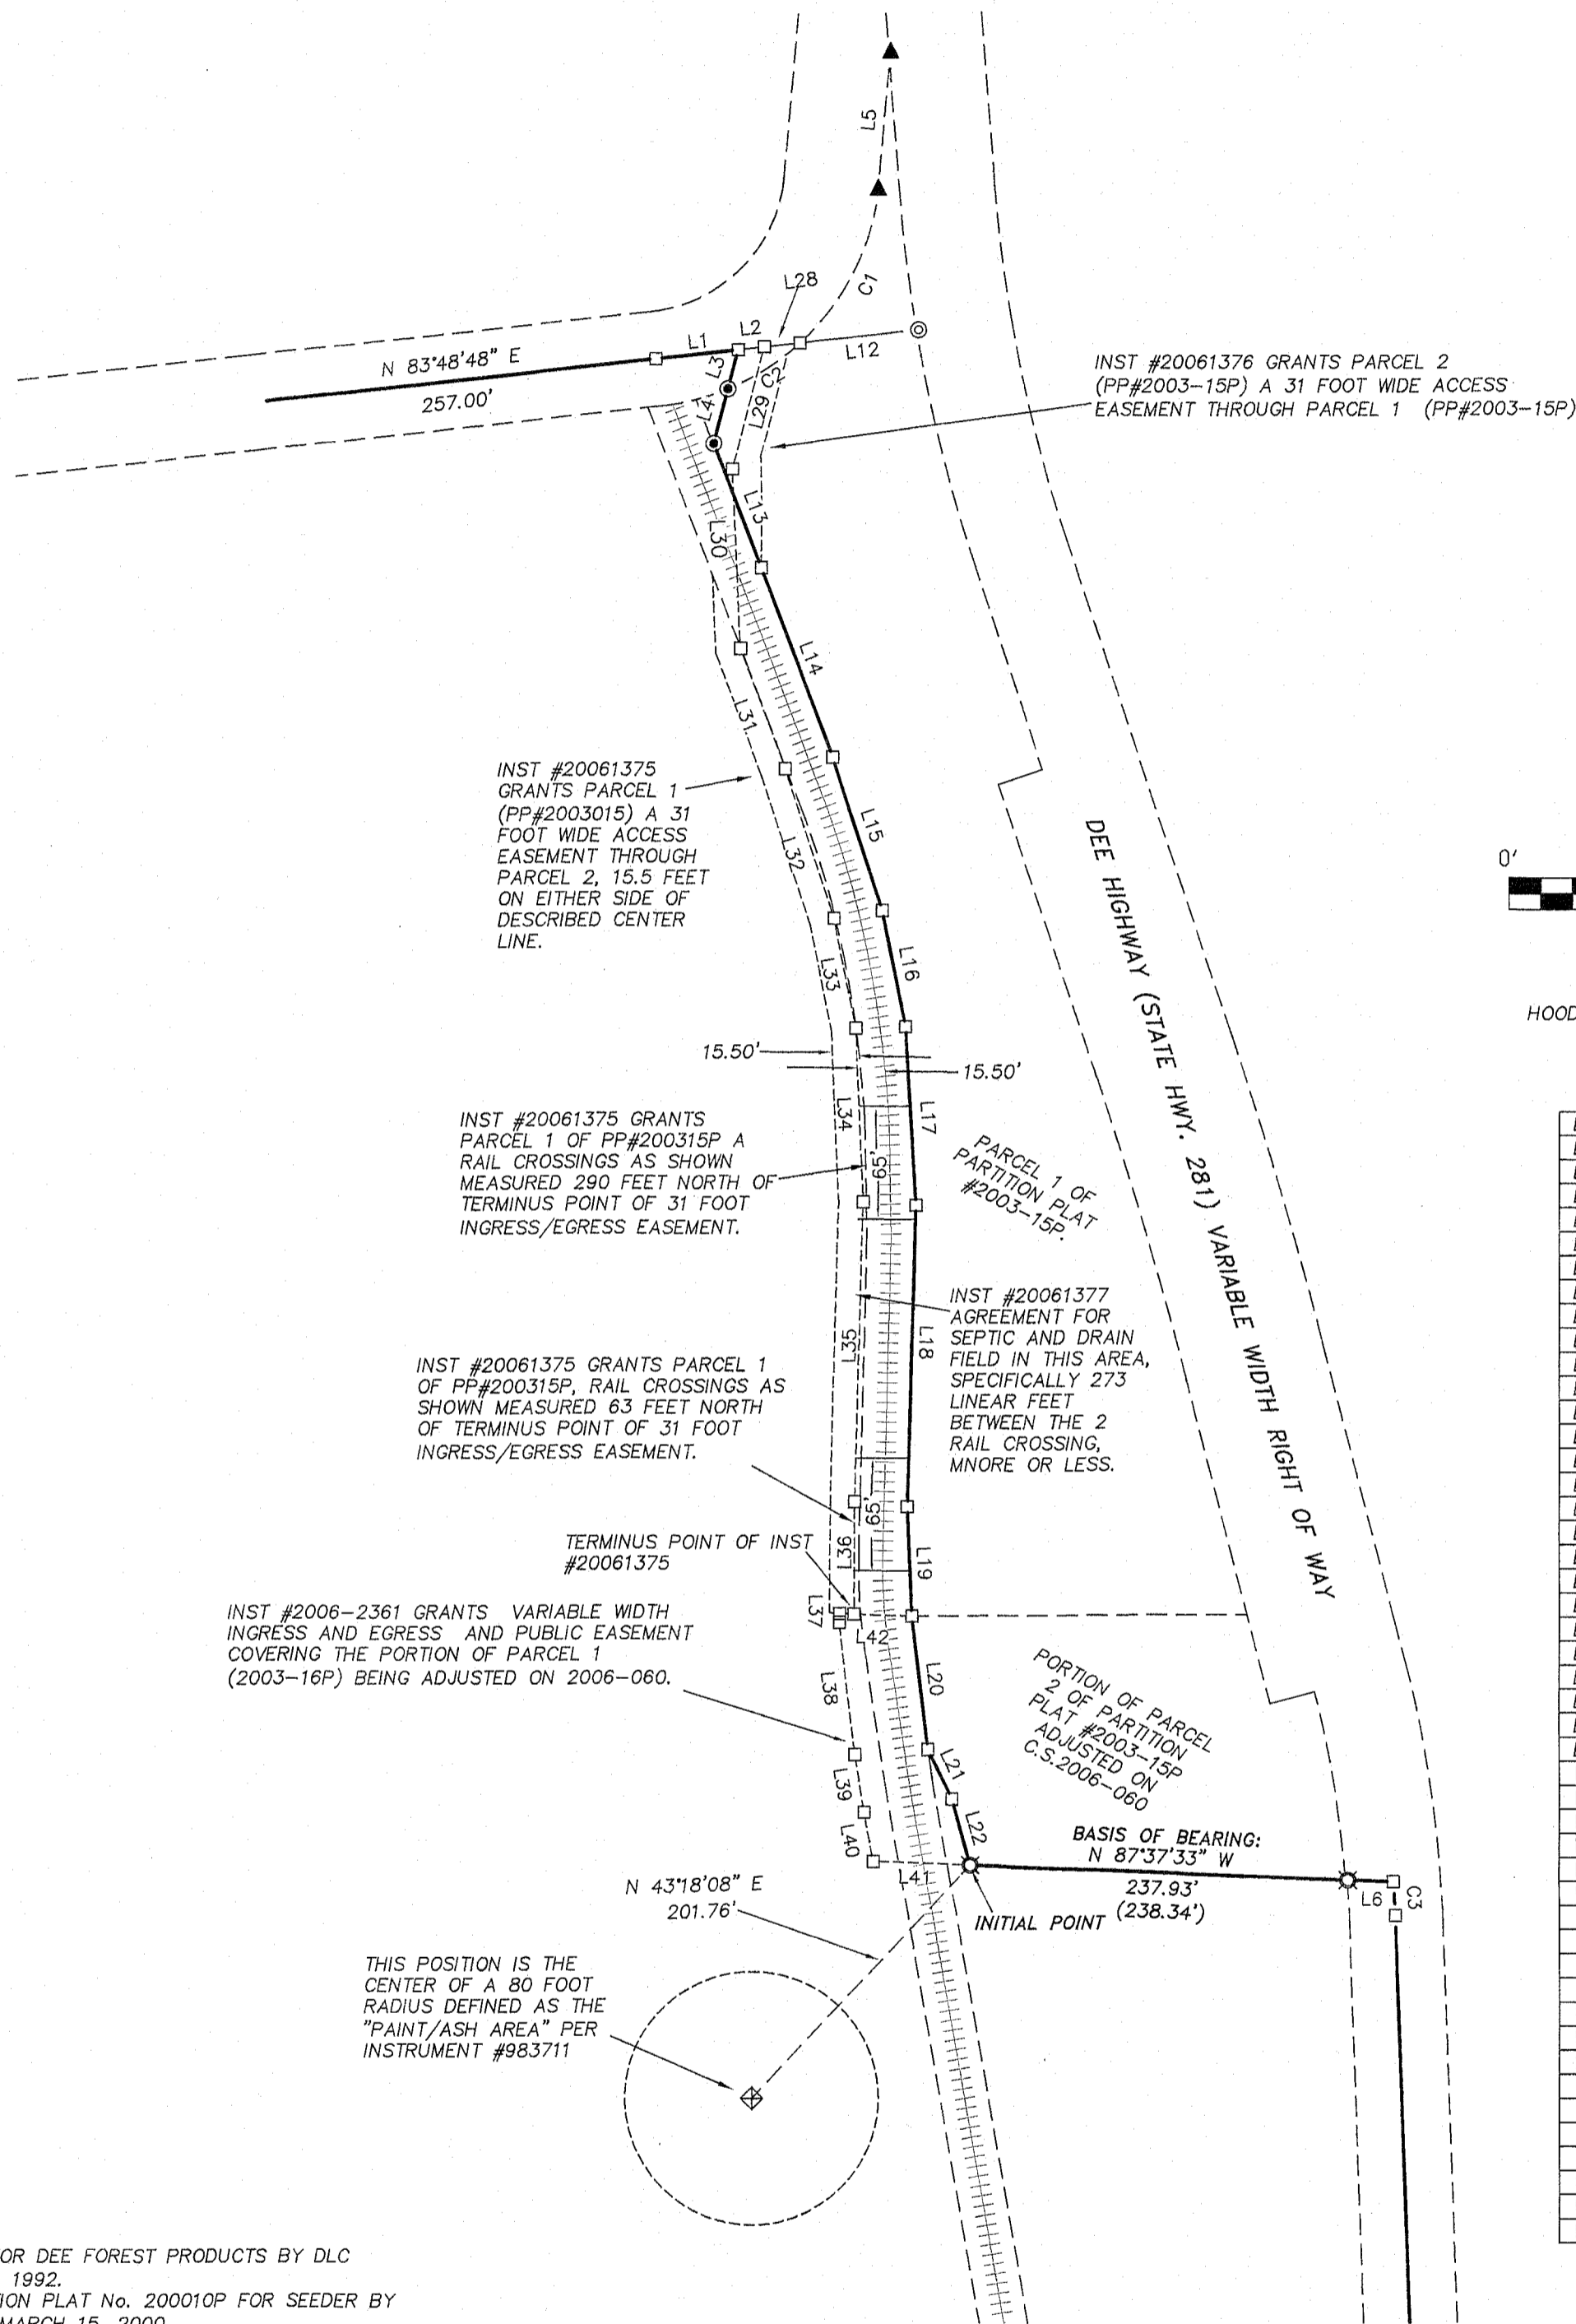 L5
L28
C1
L2
L1
L12
N 83°48'48" E
257.00'
L3
C2
L4
L29
INST #20061376 GRANTS PARCEL 2
(PP#2003-15P) A 31 FOOT WIDE ACCESS
EASEMENT THROUGH PARCEL 1 (PP#2003-15P)
L13
L30
L14
L31
INST #20061375
GRANTS PARCEL 1
(PP#2003015) A 31
FOOT WIDE ACCESS
EASEMENT THROUGH
PARCEL 2, 15.5 FEET
ON EITHER SIDE OF
DESCRIBED CENTER
LINE.
L15
L32
0'
DEE HIGHWAY (STATE HWY. 281) VARIABLE WIDTH RIGHT OF WAY
L16
L33
HOOD
15.50'
15.50'
L34
L17
65'
INST #20061375 GRANTS
PARCEL 1 OF PP#200315P A
RAIL CROSSINGS AS SHOWN
MEASURED 290 FEET NORTH OF
TERMINUS POINT OF 31 FOOT
INGRESS/EGRESS EASEMENT.
PARCEL 1 OF
PARTITION PLAT
#2003-15P.
INST #20061377
AGREEMENT FOR
SEPTIC AND DRAIN
FIELD IN THIS AREA,
SPECIFICALLY 273
LINEAR FEET
BETWEEN THE 2
RAIL CROSSING,
MNORE OR LESS.
L35
L18
INST #20061375 GRANTS PARCEL 1
OF PP#200315P, RAIL CROSSINGS AS
SHOWN MEASURED 63 FEET NORTH
OF TERMINUS POINT OF 31 FOOT
INGRESS/EGRESS EASEMENT.
65'
L36
L19
TERMINUS POINT OF INST
#20061375
L37
L42
INST #2006-2361 GRANTS VARIABLE WIDTH
INGRESS AND EGRESS AND PUBLIC EASEMENT
COVERING THE PORTION OF PARCEL 1
(2003-16P) BEING ADJUSTED ON 2006-060.
L38
L20
PORTION OF PARCEL
2 OF PARTITION
PLAT #2003-15P
ADJUSTED ON
C.S.2006-060
L39
L21
L40
L22
BASIS OF BEARING:
N 87°37'33" W
237.93'
(238.34')
L41
L6
C3
N 43°18'08" E
201.76'
INITIAL POINT
THIS POSITION IS THE
CENTER OF A 80 FOOT
RADIUS DEFINED AS THE
"PAINT/ASH AREA" PER
INSTRUMENT #983711
OR DEE FOREST PRODUCTS BY DLC
1992.
ION PLAT No. 200010P FOR SEEDER BY
MARCH 15, 2000